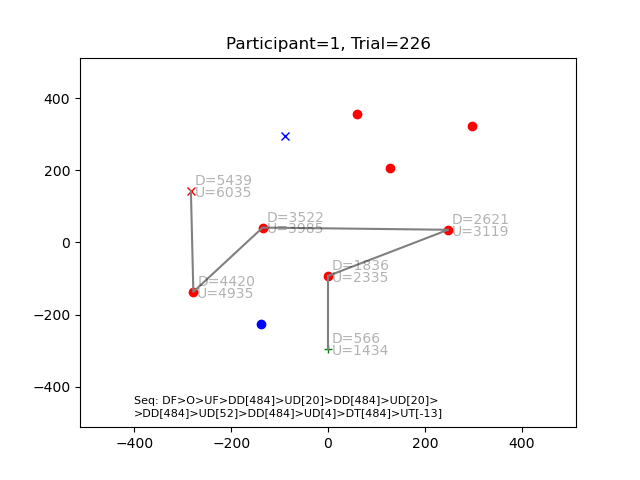 Participant=1, Trial=226
400
200
0
−200
−400
D=5439
U=6035
D=3522
U=3985
D=2621
U=3119
D=1836
U=2335
D=4420
U=4935
D=566
U=1434
Seq: DF>O>UF>DD[484]>UD[20]>DD[484]>UD[20]>
>DD[484]>UD[52]>DD[484]>UD[4]>DT[484]>UT[-13]
−400 −200 0 200 400